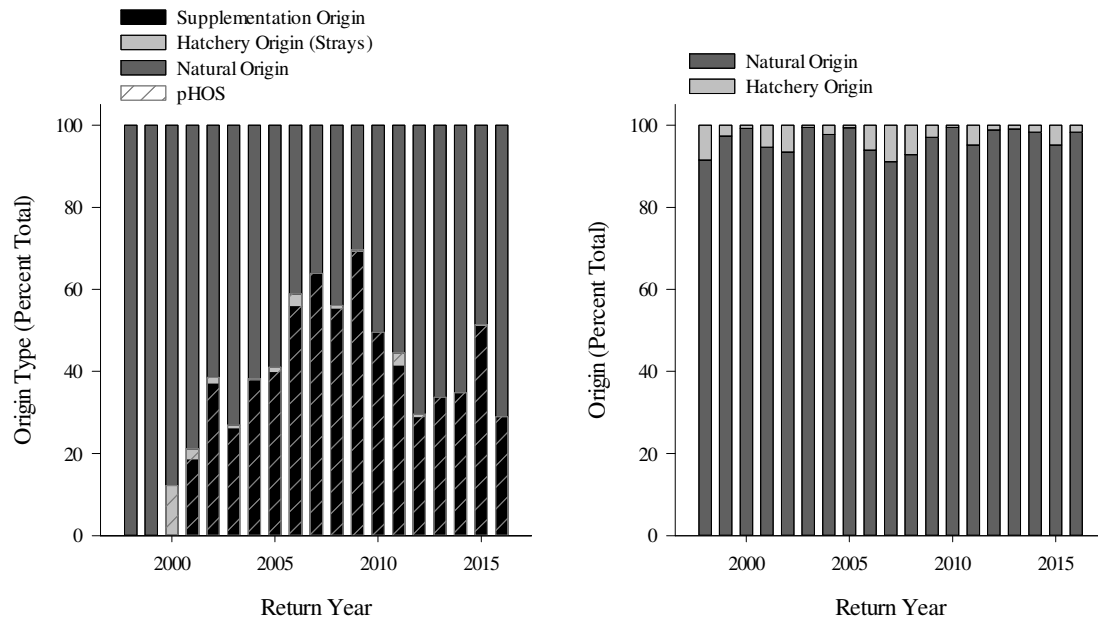 Supplementation Origin
Hatchery Origin (Strays)
Natural Origin
pHOS
100
80
60
40
20
0
Origin Type (Percent Total)
2000 2005 2010 2015
Return Year
Natural Origin
Hatchery Origin
100
80
60
40
20
0
Origin (Percent Total)
2000 2005 2010 2015
Return Year